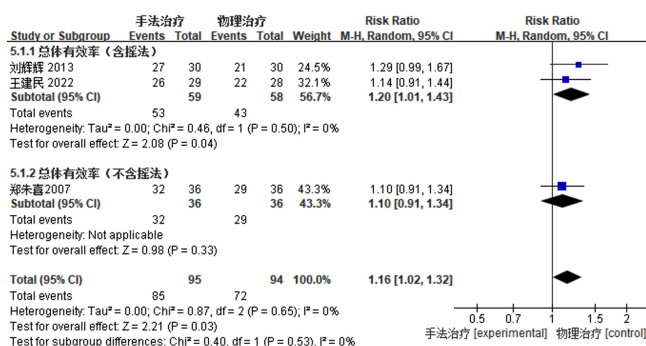 手法治疗 物理治疗 Risk Ratio Risk Ratio
Study or Subgroup Events Total Events Total Weight M-H, Random, 95% CI M-H, Random, 95% CI
5.1.1 总体有效率（含摇法）
刘辉辉 2013 27 30 21 30 24.5% 1.29 [0.99, 1.67]
王建民 2022 26 29 22 28 32.1% 1.14 [0.91, 1.44]
Subtotal (95% CI) 59 58 56.7% 1.20 [1.01, 1.43]
Total events 53 43
Heterogeneity: Tau² = 0.00; Chi² = 0.46, df = 1 (P = 0.50); I² = 0%
Test for overall effect: Z = 2.08 (P = 0.04)
5.1.2 总体有效率（不含摇法）
郑朱喜2007 32 36 29 36 43.3% 1.10 [0.91, 1.34]
Subtotal (95% CI) 36 36 43.3% 1.10 [0.91, 1.34]
Total events 32 29
Heterogeneity: Not applicable
Test for overall effect: Z = 0.98 (P = 0.33)
Total (95% CI) 95 94 100.0% 1.16 [1.02, 1.32]
Total events 85 72
Heterogeneity: Tau² = 0.00; Chi² = 0.87, df = 2 (P = 0.65); I² = 0%
Test for overall effect: Z = 2.21 (P = 0.03)
Test for subgroup differences: Chi² = 0.40, df = 1 (P = 0.53), I² = 0%
0.5 0.7 1 1.5 2
手法治疗 [experimental] 物理治疗 [control]